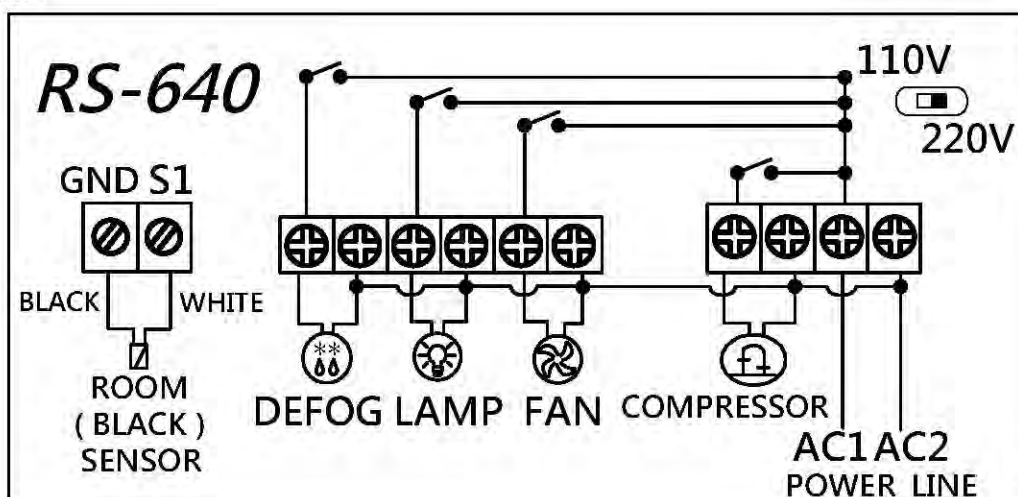 RS-640
110V
220V
GND S1
BLACK WHITE
ROOM
( BLACK )
SENSOR
DEFOG LAMP FAN COMPRESSOR
AC1 AC2
POWER LINE